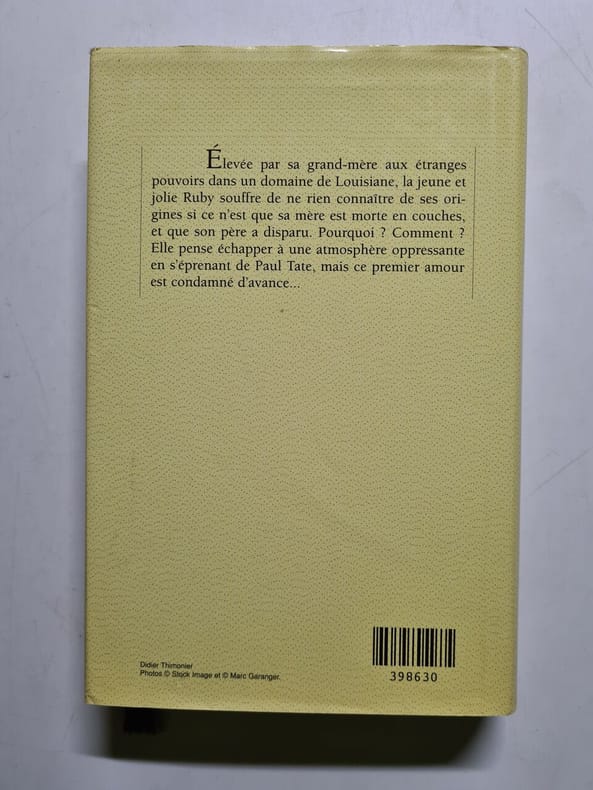 Élevée par sa grand-mère aux étranges
pouvoirs dans un domaine de Louisiane, la jeune et
jolie Ruby souffre de ne rien connaître de ses ori-
gines si ce n'est que sa mère est morte en couches,
et que son père a disparu. Pourquoi ? Comment ?
Elle pense échapper à une atmosphère oppressante
en s'éprenant de Paul Tate, mais ce premier amour
est condamné d'avance...
Didier Thimonier
Photos © Stock Image et © Marc Garanger.
398630